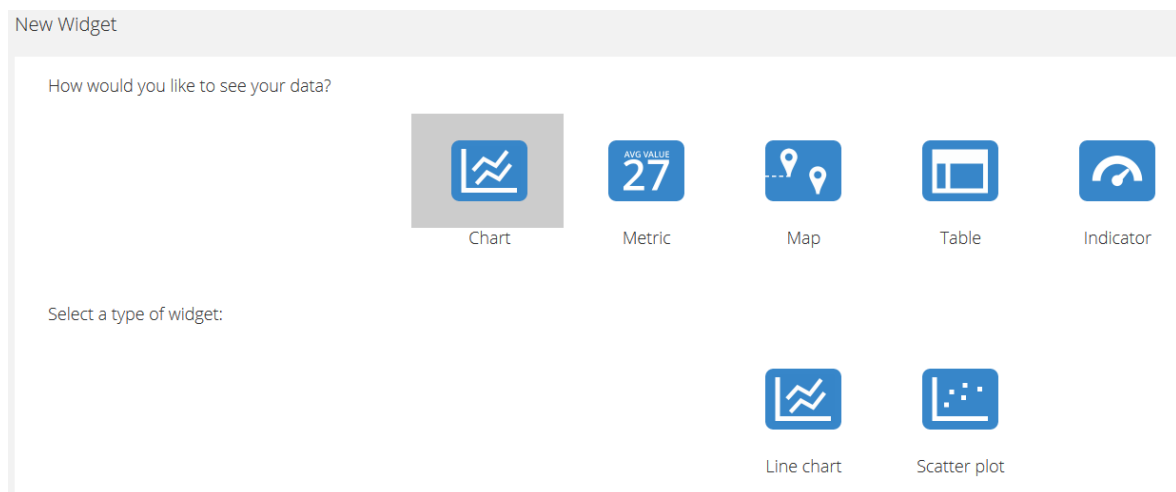 New Widget
How would you like to see your data?
AVG VALUE
27
Chart Metric Map Table Indicator
Select a type of widget:
Line chart Scatter plot